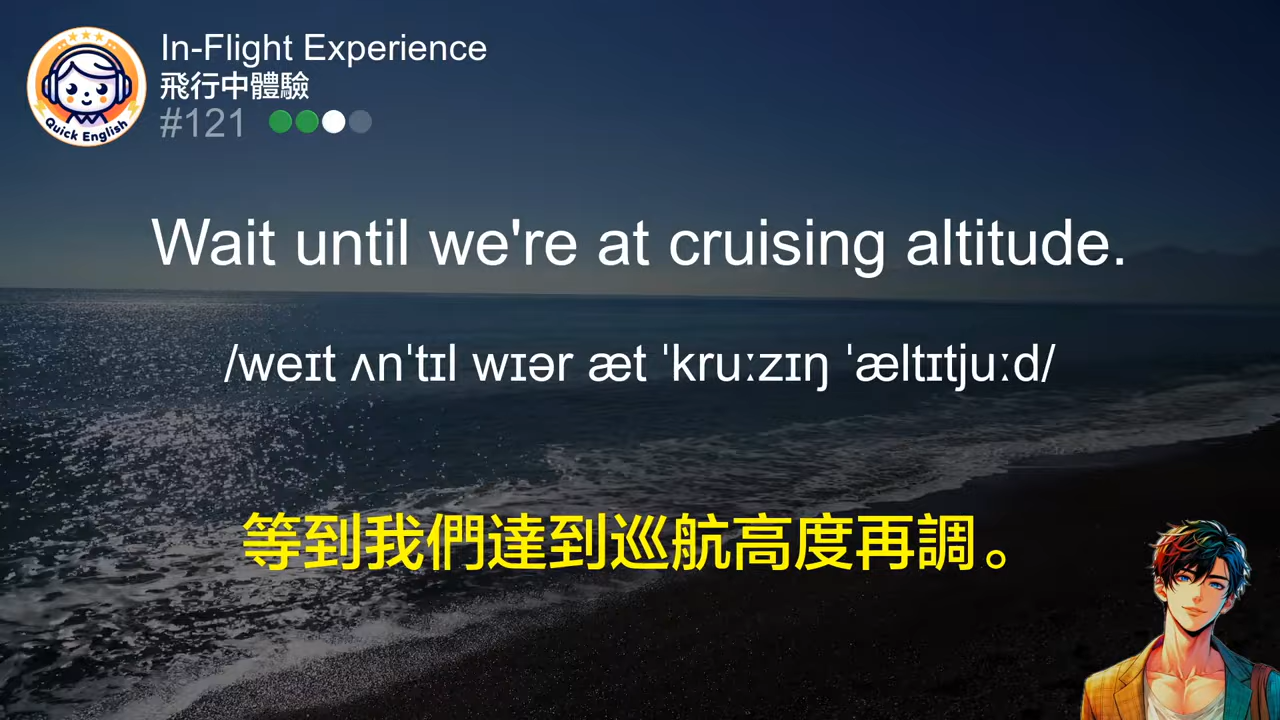 In-Flight Experience
飛行中體驗
#121
Quick English
Wait until we're at cruising altitude.
/weɪt ʌnˈtɪl wɪər æt ˈkruːzɪŋ ˈæltɪtjuːd/
等到我們達到巡航高度再調。